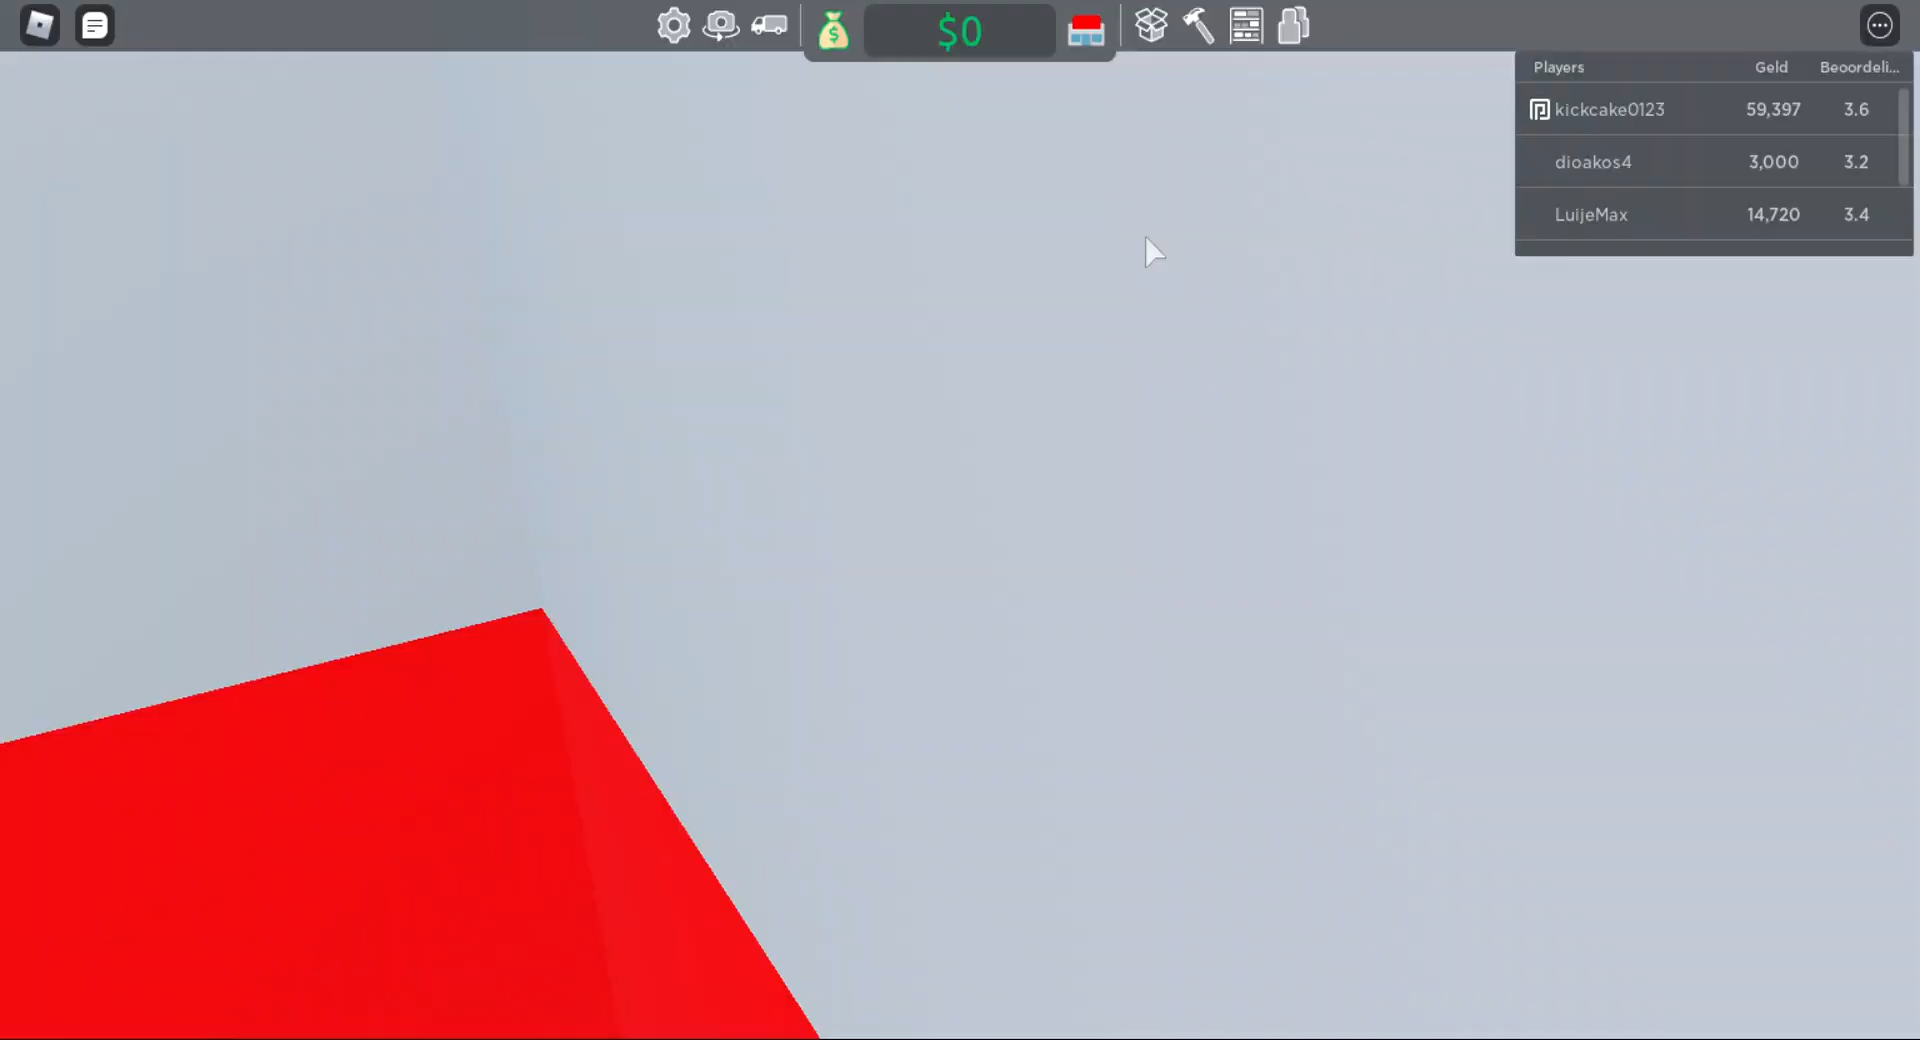 $0
Players Geld Beoordeli...
kickcake0123 59,397 3.6
dioakos4 3,000 3.2
LuijeMax 14,720 3.4